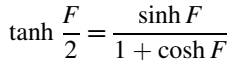 tanh F/2 = sinh F / 1 + cosh F